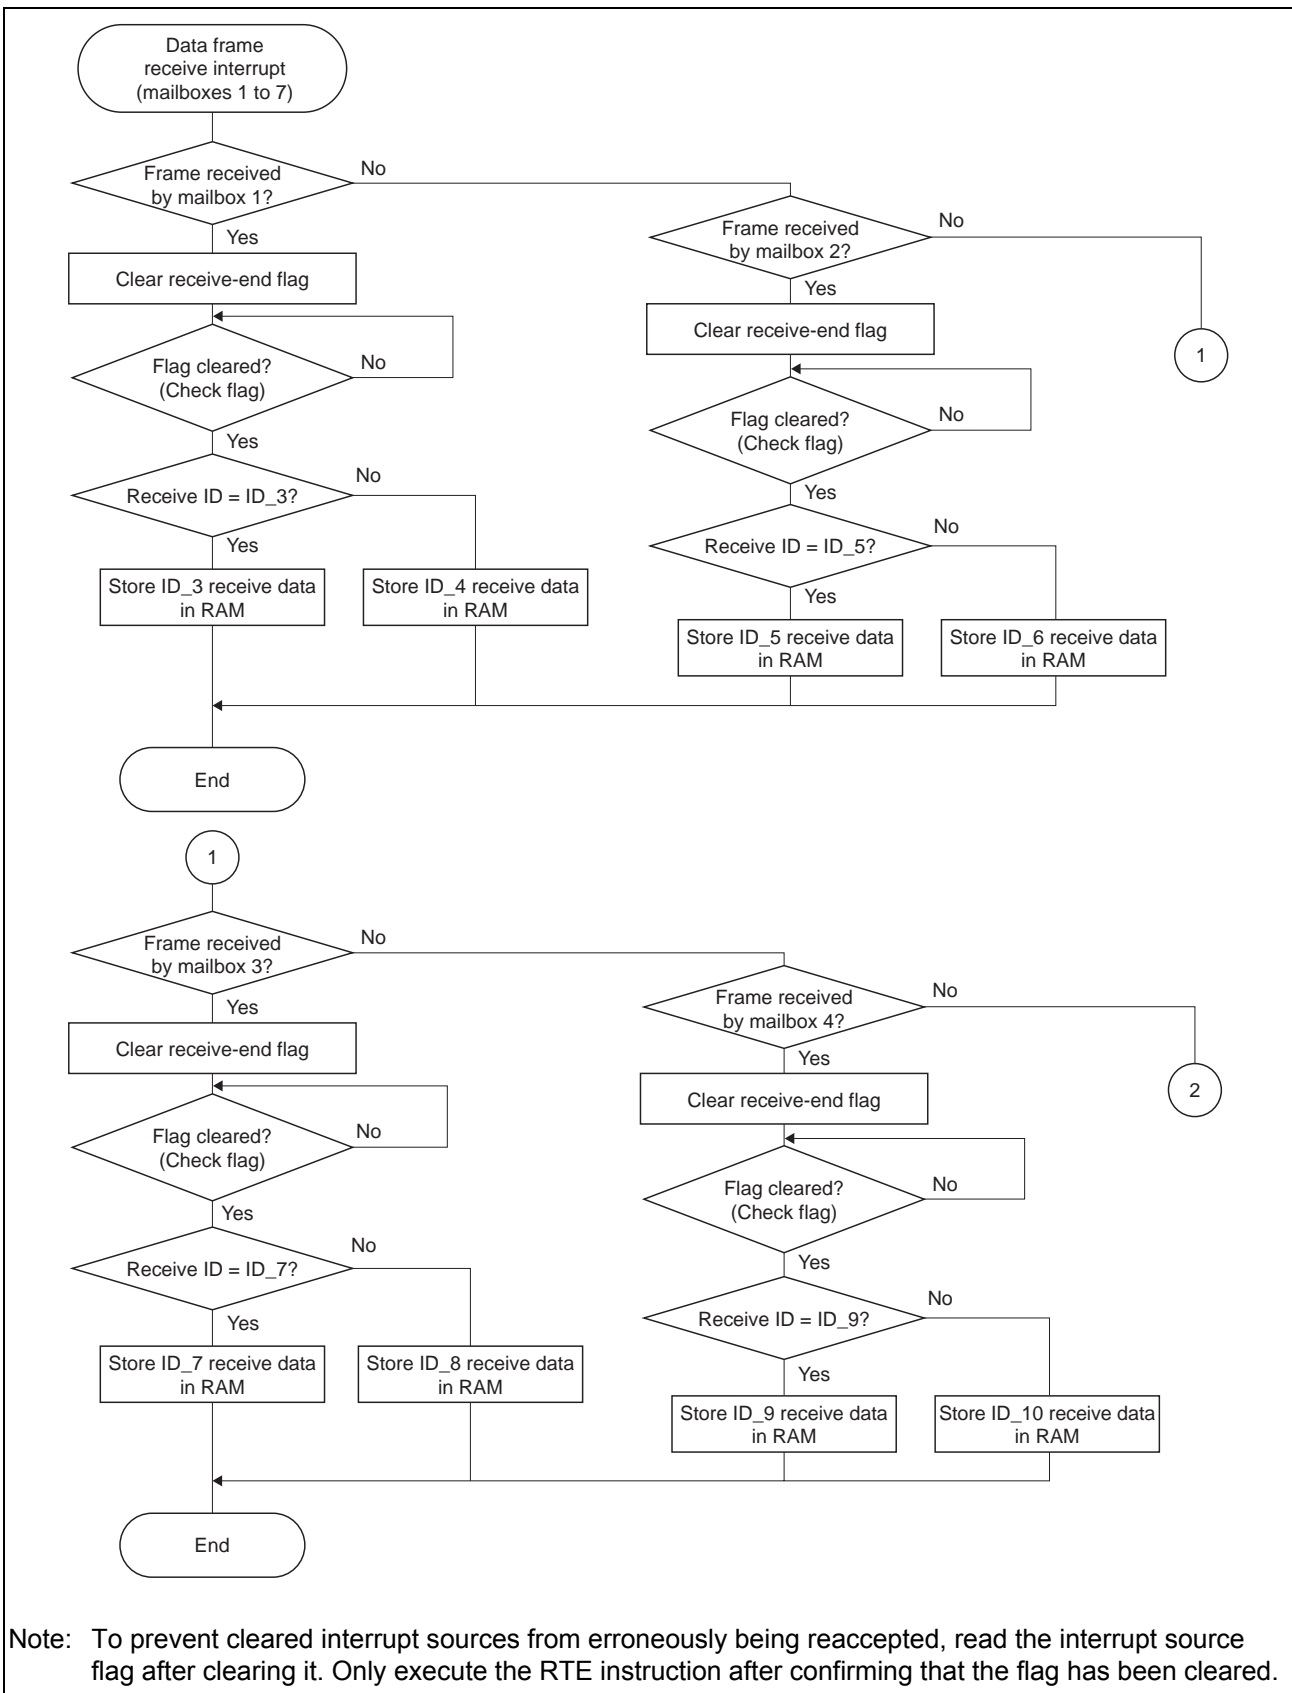 Data frame
receive interrupt
(mailboxes 1 to 7)
Frame received
by mailbox 1?
No
Yes
Clear receive-end flag
Flag cleared?
(Check flag)
No
Yes
Receive ID = ID_3?
No
Yes
Store ID_3 receive data
in RAM
Store ID_4 receive data
in RAM
Frame received
by mailbox 2?
No
Yes
Clear receive-end flag
1
Flag cleared?
(Check flag)
No
Yes
Receive ID = ID_5?
No
Yes
Store ID_5 receive data
in RAM
Store ID_6 receive data
in RAM
End
1
Frame received
by mailbox 3?
No
Yes
Clear receive-end flag
Flag cleared?
(Check flag)
No
Yes
Receive ID = ID_7?
No
Yes
Store ID_7 receive data
in RAM
Store ID_8 receive data
in RAM
Frame received
by mailbox 4?
No
Yes
Clear receive-end flag
2
Flag cleared?
(Check flag)
No
Yes
Receive ID = ID_9?
No
Yes
Store ID_9 receive data
in RAM
Store ID_10 receive data
in RAM
End
Note: To prevent cleared interrupt sources from erroneously being reaccepted, read the interrupt source
flag after clearing it. Only execute the RTE instruction after confirming that the flag has been cleared.